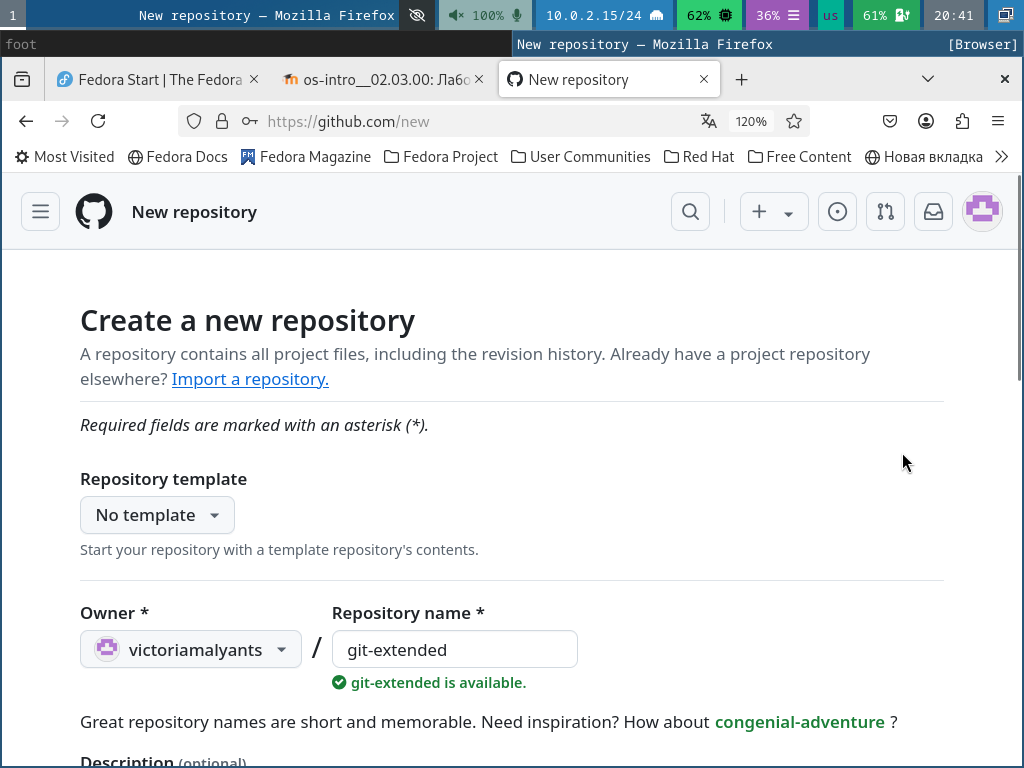 1 New repository — Mozilla Firefox 100% 10.0.2.15/24 62% 36% us 61% 20:41
foot New repository — Mozilla Firefox [Browser]
Fedora Start | The Fedora os-intro__02.03.00: Лабо New repository
https://github.com/new 120%
Most Visited Fedora Docs Fedora Magazine Fedora Project User Communities Red Hat Free Content Новая вкладка
New repository
Create a new repository
A repository contains all project files, including the revision history. Already have a project repository
elsewhere? Import a repository.
Required fields are marked with an asterisk (*).
Repository template
No template
Start your repository with a template repository's contents.
Owner * Repository name *
victoriamalyants / git-extended
git-extended is available.
Great repository names are short and memorable. Need inspiration? How about congenial-adventure ?
Description (optional)